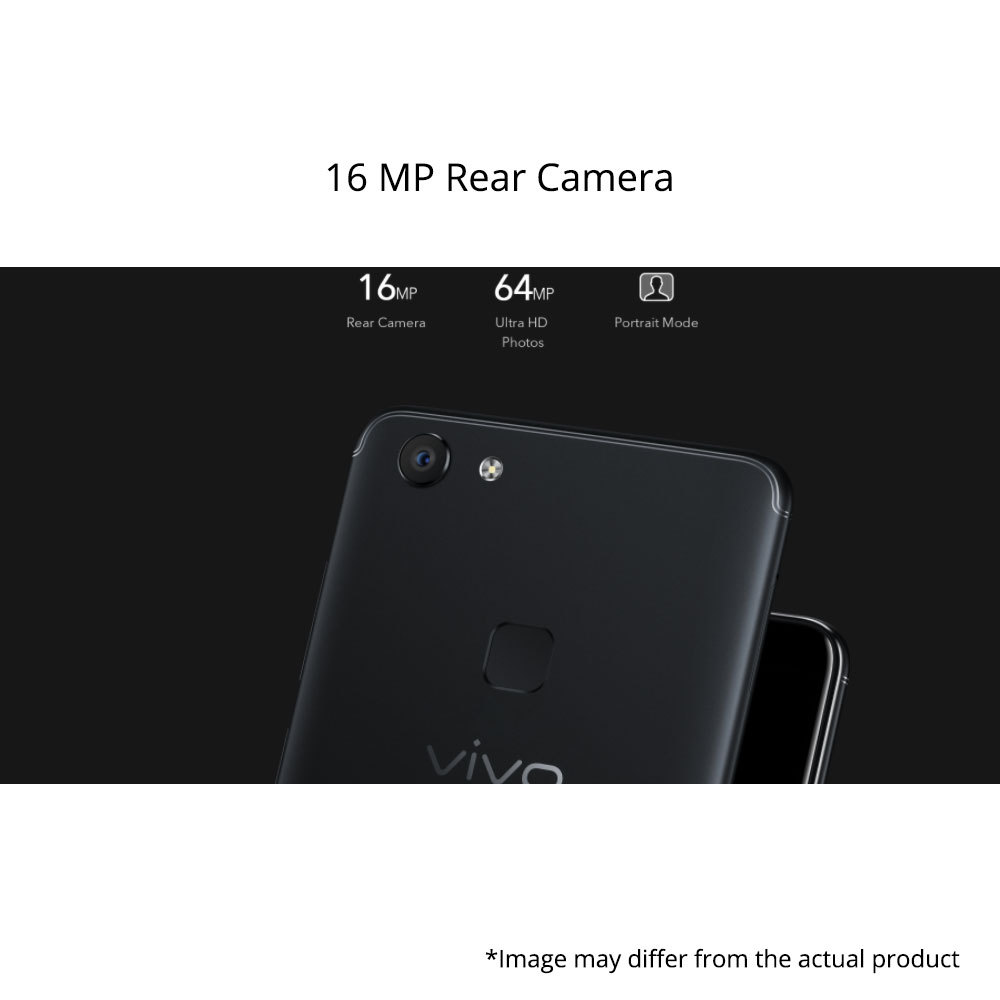 16 MP Rear Camera
16MP 64MP
Rear Camera Ultra HD Portrait Mode
Photos
vivo
*Image may differ from the actual product